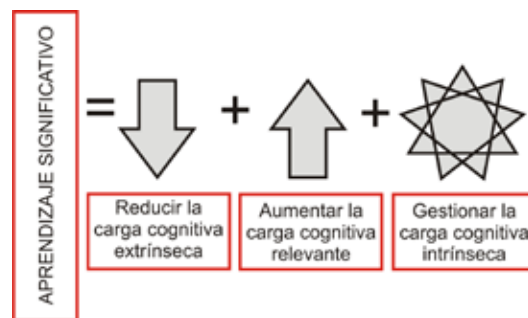 APRENDIZAJE SIGNIFICATIVO
= + +
Reducir la
carga cognitiva
extrínseca
Aumentar la
carga cognitiva
relevante
Gestionar la
carga cognitiva
intrínseca